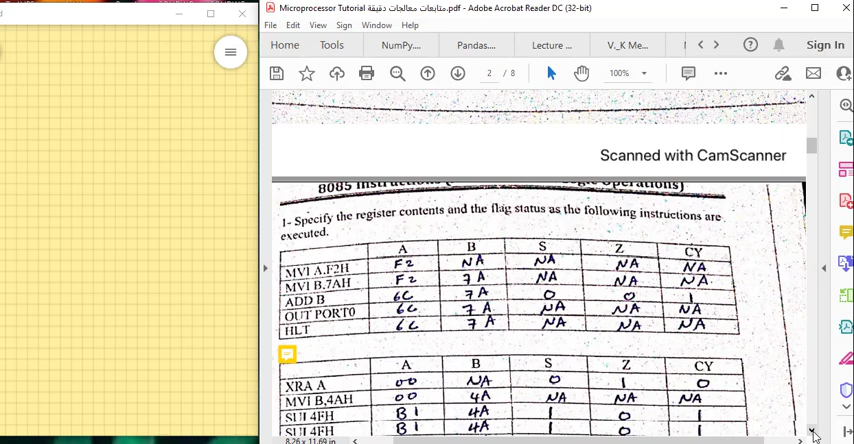 Microprocessor Tutorial متابعات معالجات دقيقة.pdf - Adobe Acrobat Reader DC (32-bit)
File Edit View Sign Window Help
Home Tools NumPy.... Pandas.... Lecture ... V._K Me... Sign In
2 / 8 100%
Scanned with CamScanner
8085 Instructions Logic Operations)
1- Specify the register contents and the flag status as the following instructions are
executed.
A B S Z CY
MVI A,F2H F2 NA NA NA NA
MVI B,7AH F2 7A NA NA NA
ADD B 6C 7A 0 0 1
OUT PORT0 6C 7A NA NA NA
HLT 6C 7A NA NA NA
A B S Z CY
XRA A 00 NA 0 1 0
MVI B,4AH 00 4A NA NA NA
SUI 4FH B1 4A 1 0 1
SUI 4FH B1 4A 1 0 1
8.26 x 11.69 in